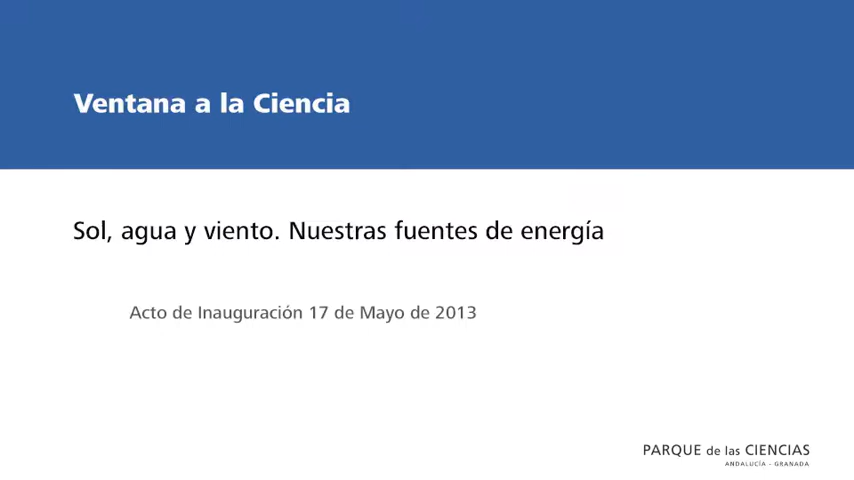 Ventana a la Ciencia
Sol, agua y viento. Nuestras fuentes de energía
Acto de Inauguración 17 de Mayo de 2013
PARQUE de las CIENCIAS
ANDALUCÍA - GRANADA